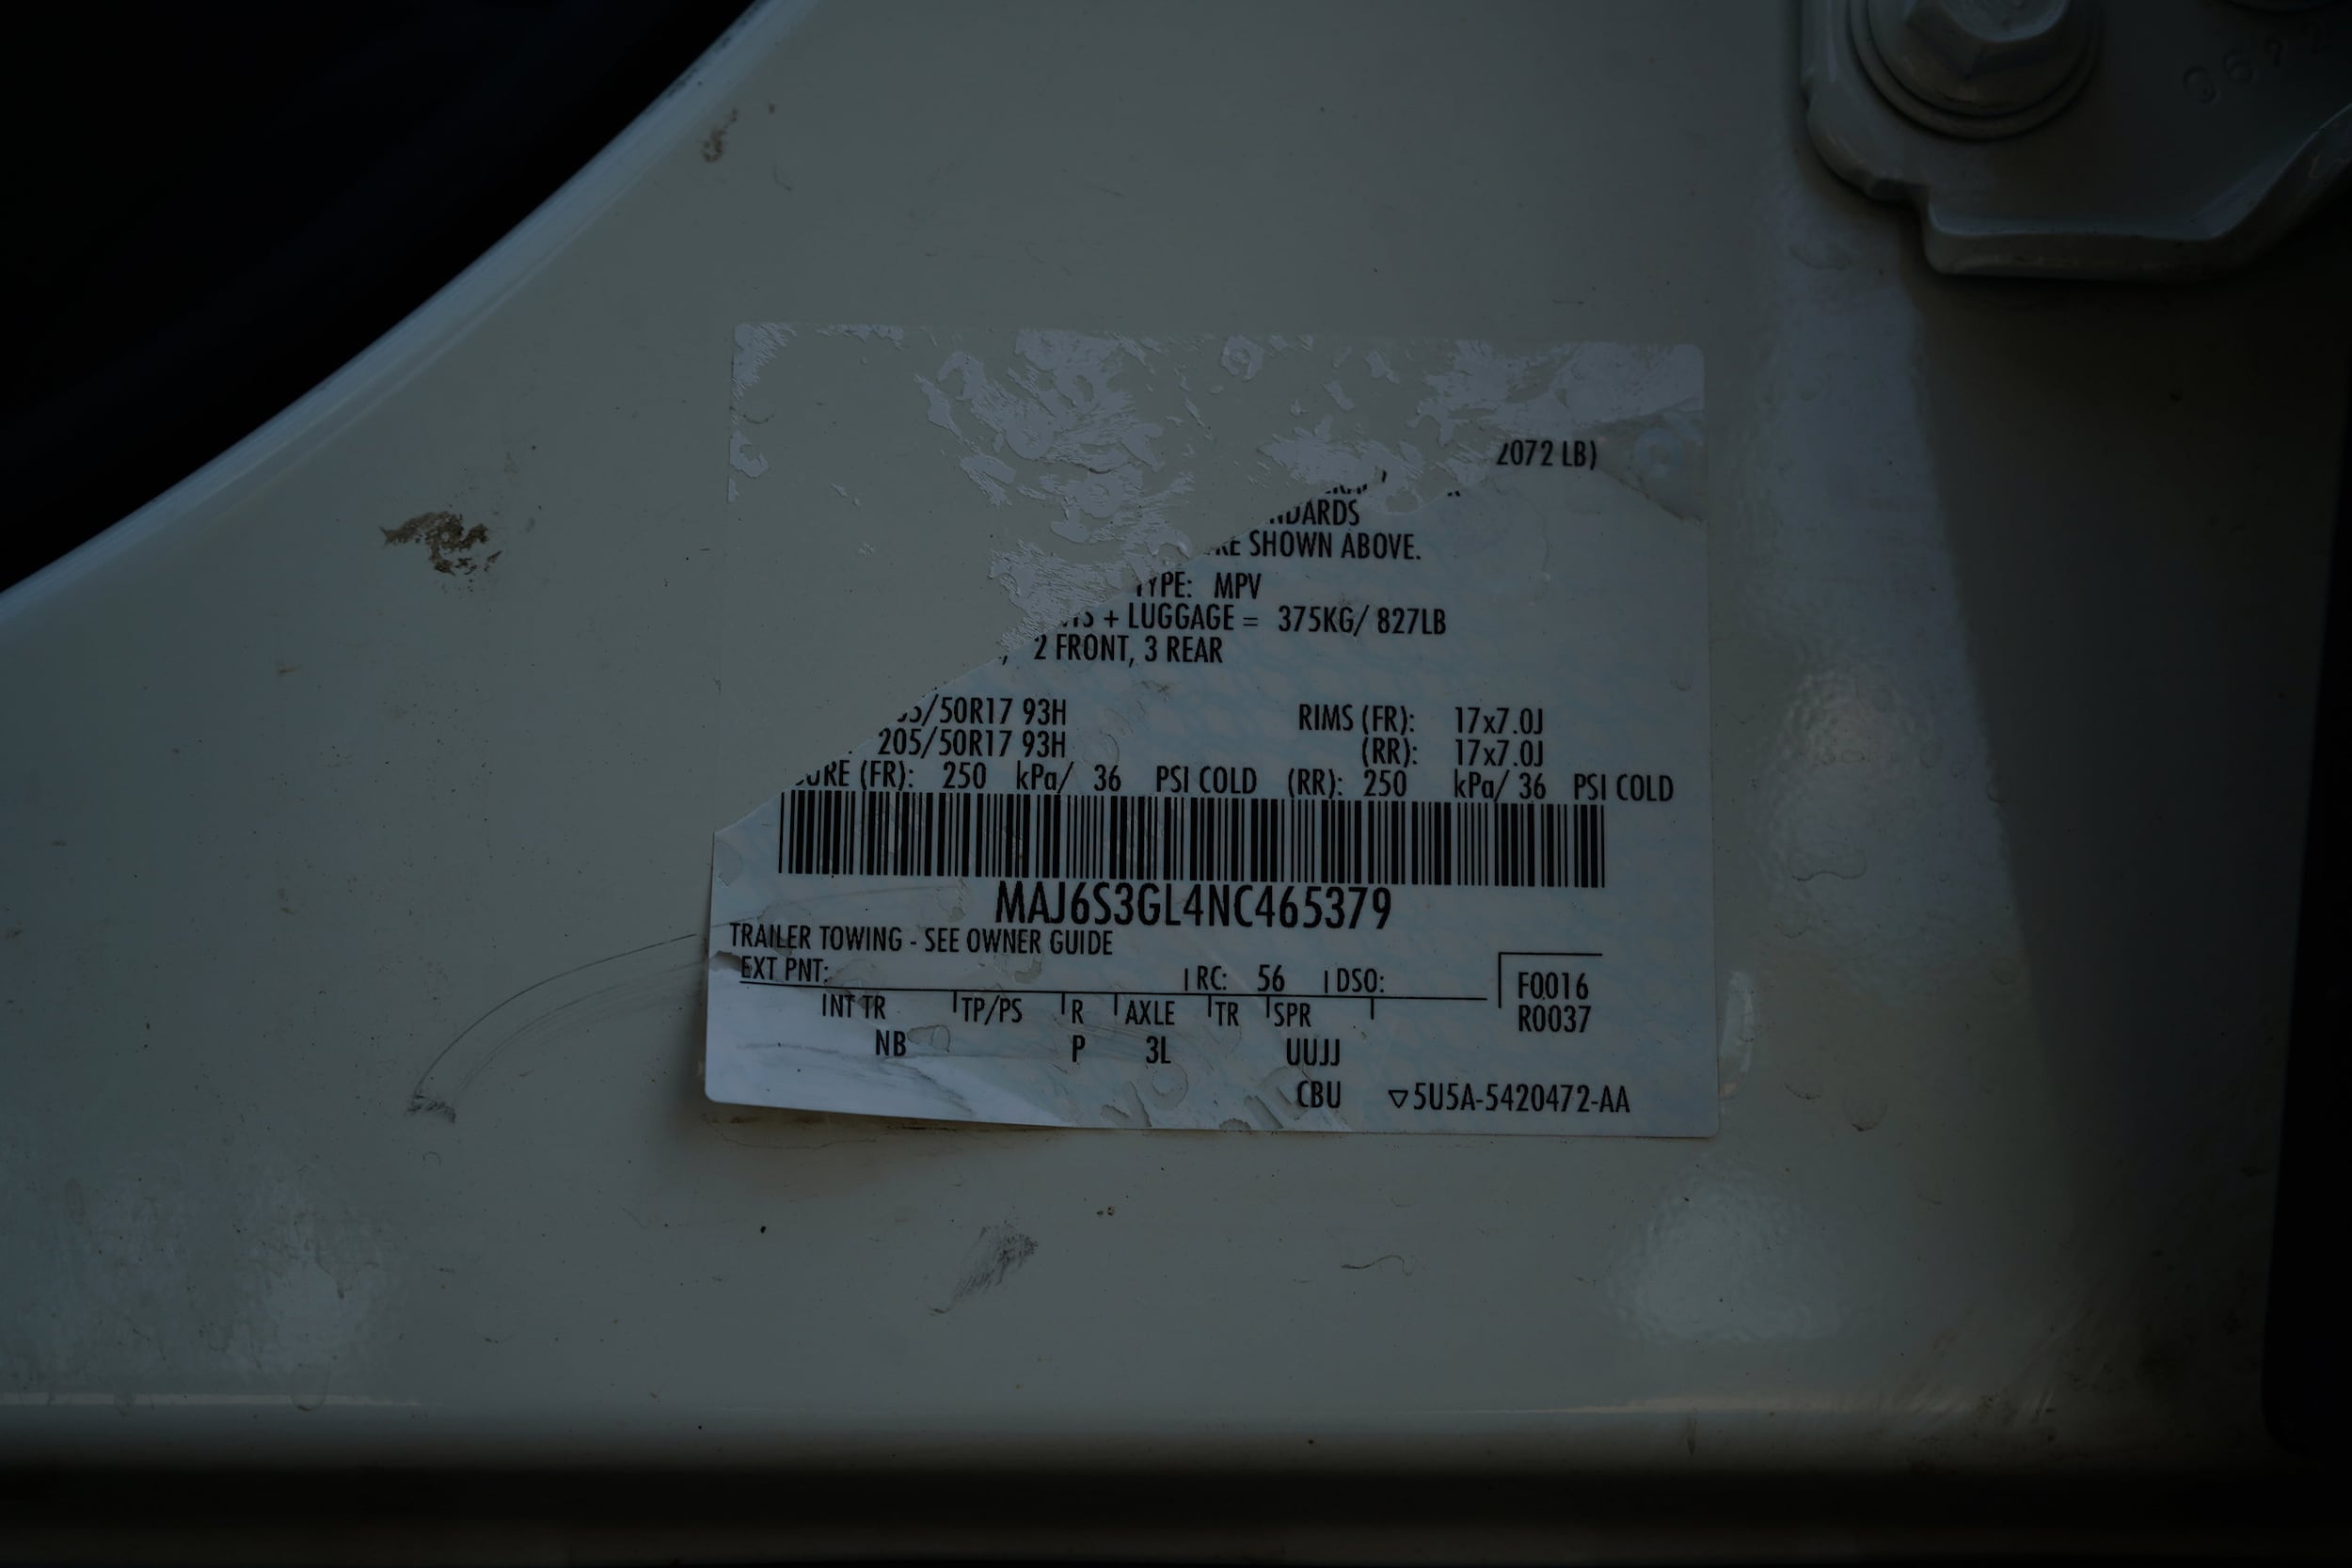 2072 LB)
NDARDS
RE SHOWN ABOVE.
TYPE: MPV
+ LUGGAGE = 375KG/ 827LB
, 2 FRONT, 3 REAR
5/50R17 93H RIMS (FR): 17x7.0J
205/50R17 93H (RR): 17x7.0J
URE (FR): 250 kPa/ 36 PSI COLD (RR): 250 kPa/ 36 PSI COLD
MAJ6S3GL4NC465379
TRAILER TOWING - SEE OWNER GUIDE
EXT PNT: RC: 56 DSO:
F0016
R0037
INT TR TP/PS R AXLE TR SPR
NB P 3L UUJJ
CBU ▽5U5A-5420472-AA